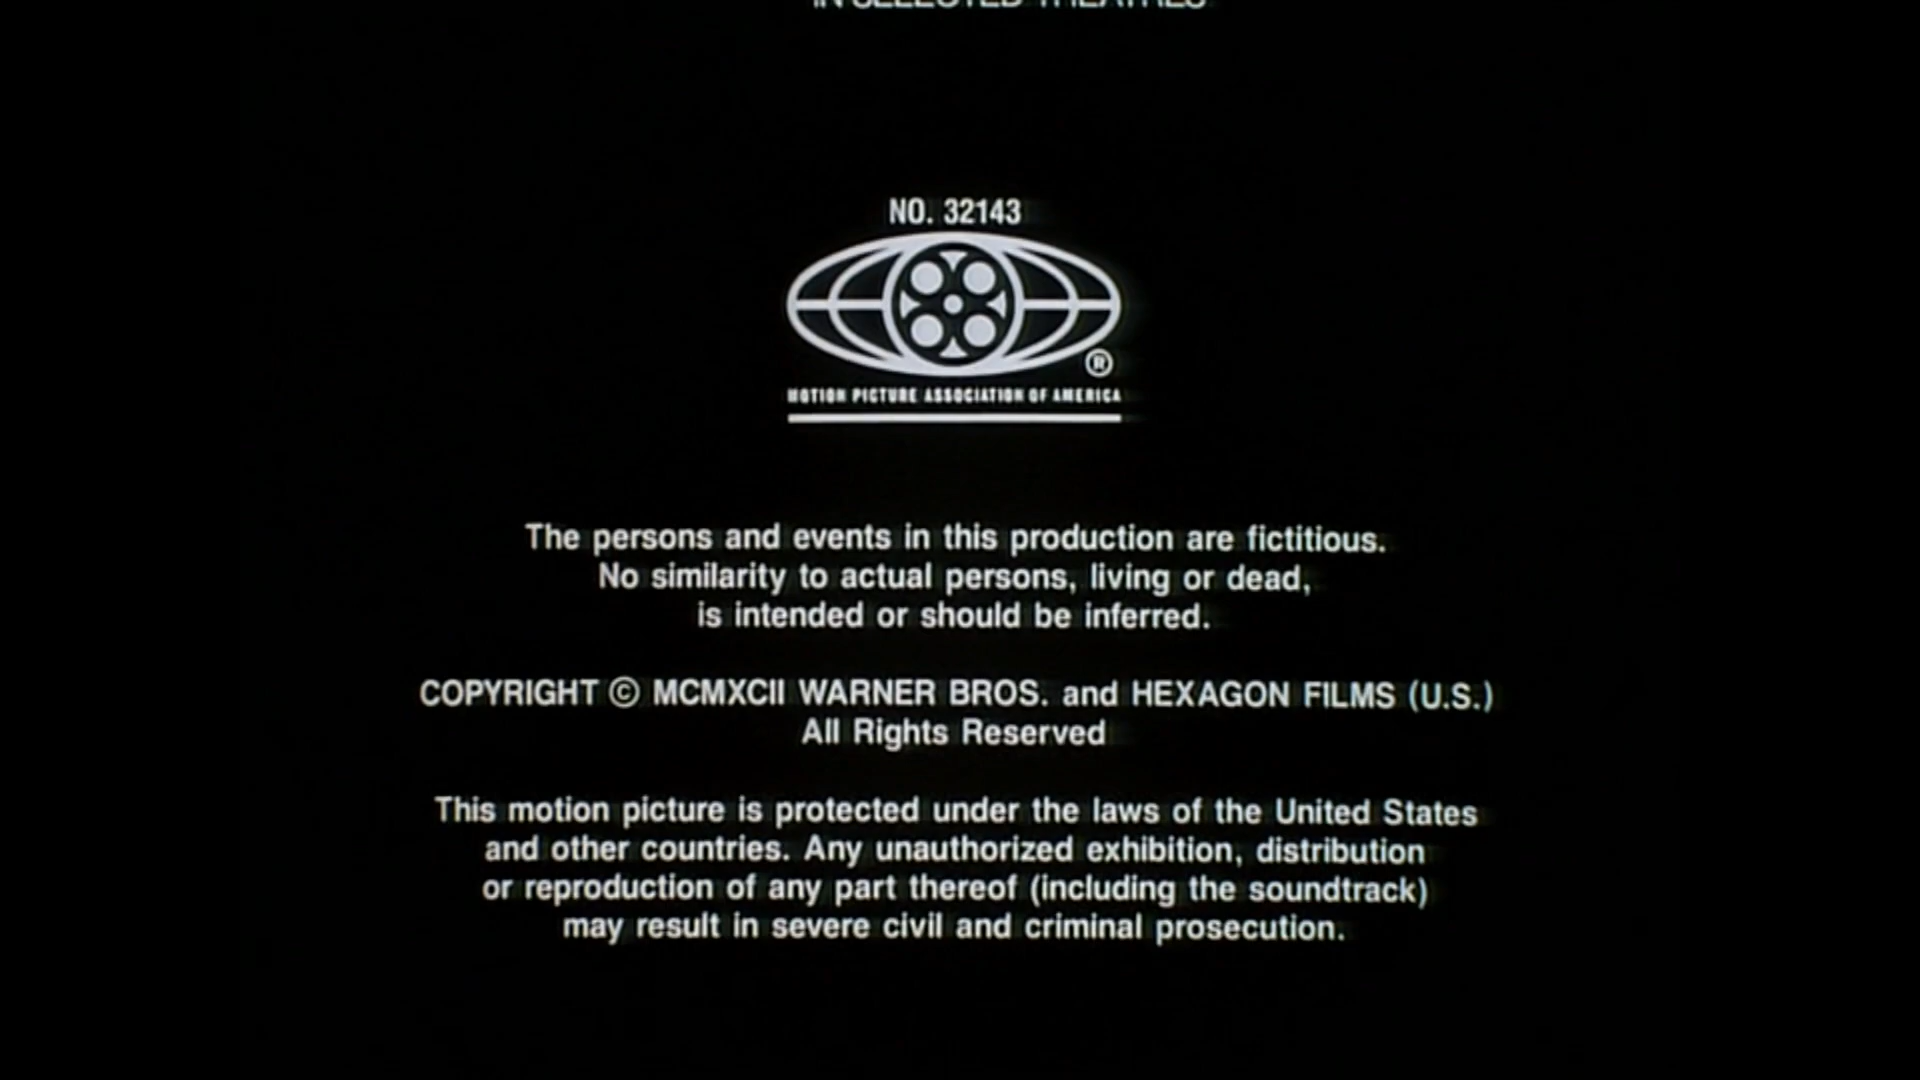 IN SELECTED THEATRES
NO. 32143
®
MOTION PICTURE ASSOCIATION OF AMERICA
The persons and events in this production are fictitious.
No similarity to actual persons, living or dead,
is intended or should be inferred.
COPYRIGHT © MCMXCII WARNER BROS. and HEXAGON FILMS (U.S.)
All Rights Reserved
This motion picture is protected under the laws of the United States
and other countries. Any unauthorized exhibition, distribution
or reproduction of any part thereof (including the soundtrack)
may result in severe civil and criminal prosecution.